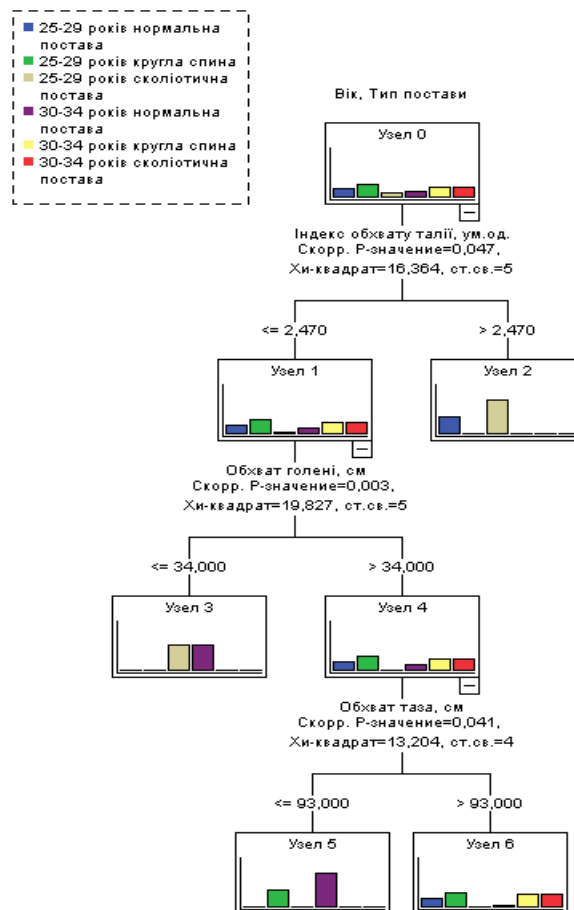 25-29 років нормальна
постава
25-29 років кругла спина
25-29 років сколіотична
постава
30-34 років нормальна
постава
30-34 років кругла спина
30-34 років сколіотична
постава
Вік, Тип постави
Узел 0
Індекс обхвату талії, ум.од.
Скорр. Р-значение=0,047,
Хи-квадрат=16,364, ст.св.=5
<= 2,470
> 2,470
Узел 1
Узел 2
Обхват голені, см
Скорр. Р-значение=0,003,
Хи-квадрат=19,827, ст.св.=5
<= 34,000
> 34,000
Узел 3
Узел 4
Обхват таза, см
Скорр. Р-значение=0,041,
Хи-квадрат=13,204, ст.св.=4
<= 93,000
> 93,000
Узел 5
Узел 6